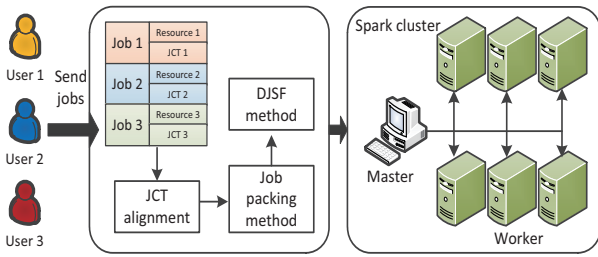 User 1
User 2
User 3
Send
jobs
Job 1
Resource 1
JCT 1
Job 2
Resource 2
JCT 2
Job 3
Resource 3
JCT 3
JCT
alignment
Job
packing
method
DJSF
method
Spark cluster
Master
Worker